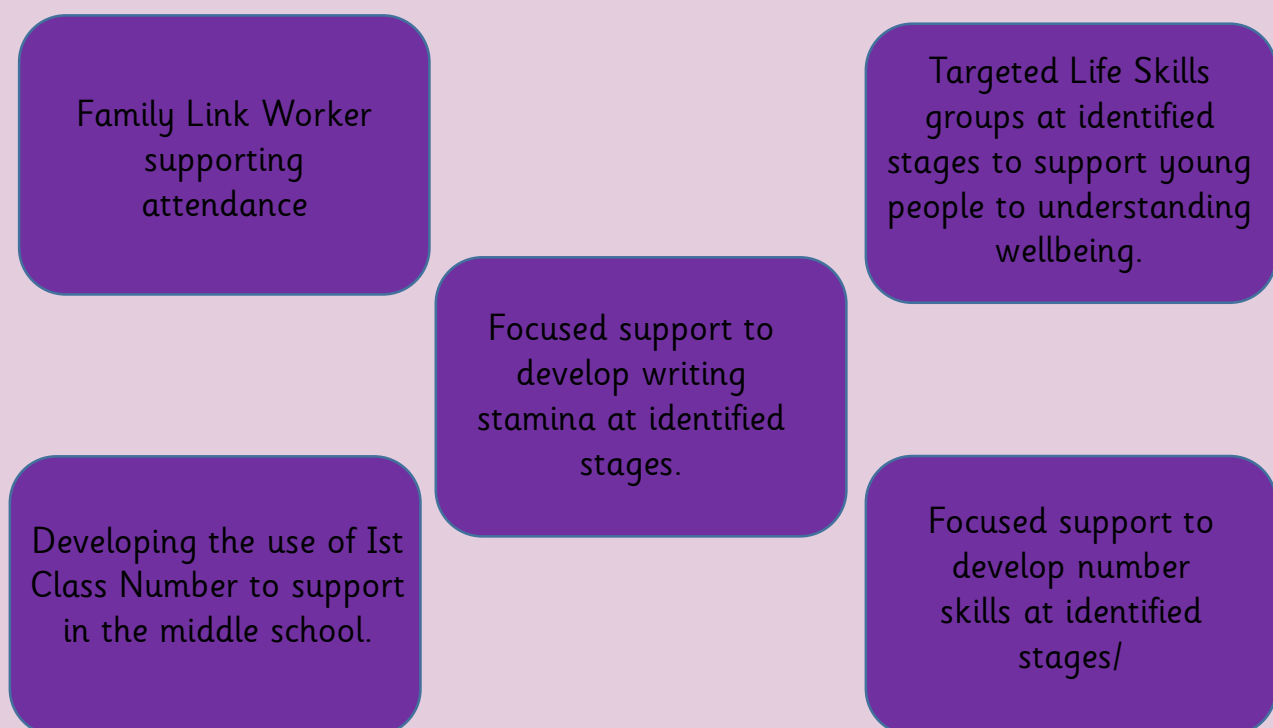 Family Link Worker
supporting
attendance
Targeted Life Skills
groups at identified
stages to support young
people to understanding
wellbeing.
Focused support to
develop writing
stamina at identified
stages.
Developing the use of Ist
Class Number to support
in the middle school.
Focused support to
develop number
skills at identified
stages/